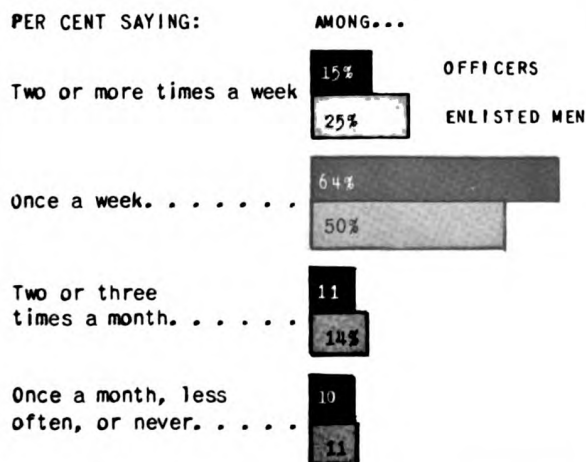 PER CENT SAYING: AMONG...
15% OFFICERS
Two or more times a week
25% ENLISTED MEN
64%
Once a week. . . . . . .
50%
Two or three 11
times a month. . . . . . 14%
Once a month, less 10
often, or never. . . . . 11